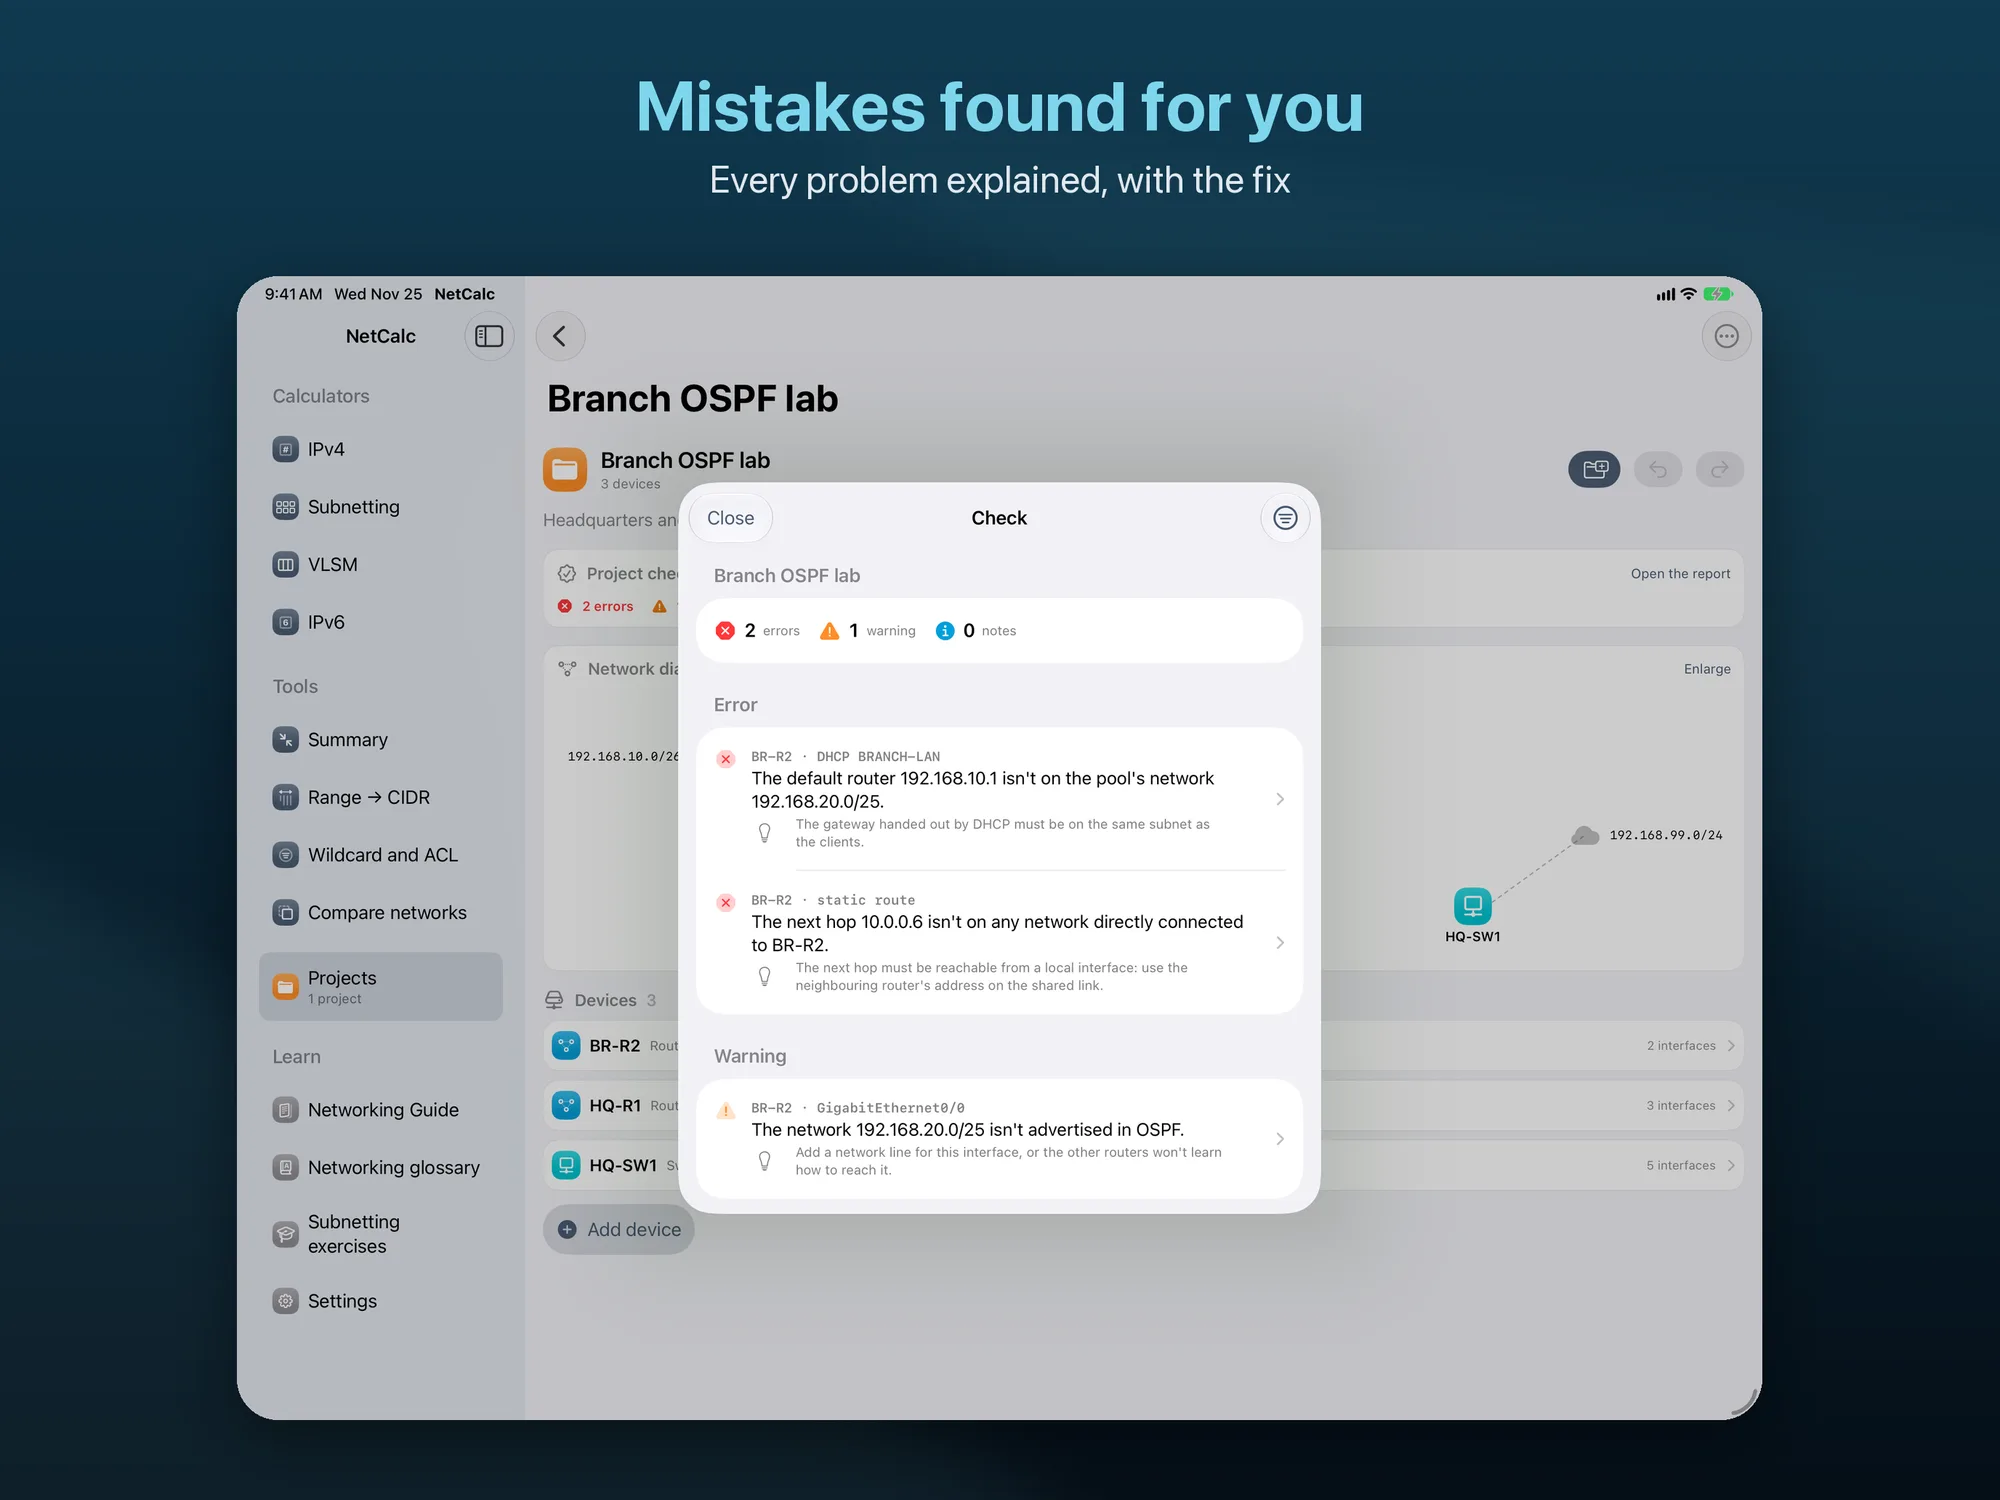 Mistakes found for you
Every problem explained, with the fix
9:41 AM Wed Nov 25 NetCalc
NetCalc
Calculators
IPv4
Subnetting
VLSM
IPv6
Tools
Summary
Range → CIDR
Wildcard and ACL
Compare networks
Projects
1 project
Learn
Networking Guide
Networking glossary
Subnetting
exercises
Settings
Branch OSPF lab
Branch OSPF lab
3 devices
Headquarters
Project
2 errors
Open the report
Network
Enlarge
192.168.10.0/26
192.168.99.0/24
HQ-SW1
Devices 3
BR-R2
2 interfaces
HQ-R1
3 interfaces
HQ-SW1
5 interfaces
Add device
Close
Check
Branch OSPF lab
2 errors 1 warning 0 notes
Error
BR-R2 · DHCP BRANCH-LAN
The default router 192.168.10.1 isn't on the pool's network
192.168.20.0/25.
The gateway handed out by DHCP must be on the same subnet as
the clients.
BR-R2 · static route
The next hop 10.0.0.6 isn't on any network directly connected
to BR-R2.
The next hop must be reachable from a local interface: use the
neighbouring router's address on the shared link.
Warning
BR-R2 · GigabitEthernet0/0
The network 192.168.20.0/25 isn't advertised in OSPF.
Add a network line for this interface, or the other routers won't learn
how to reach it.